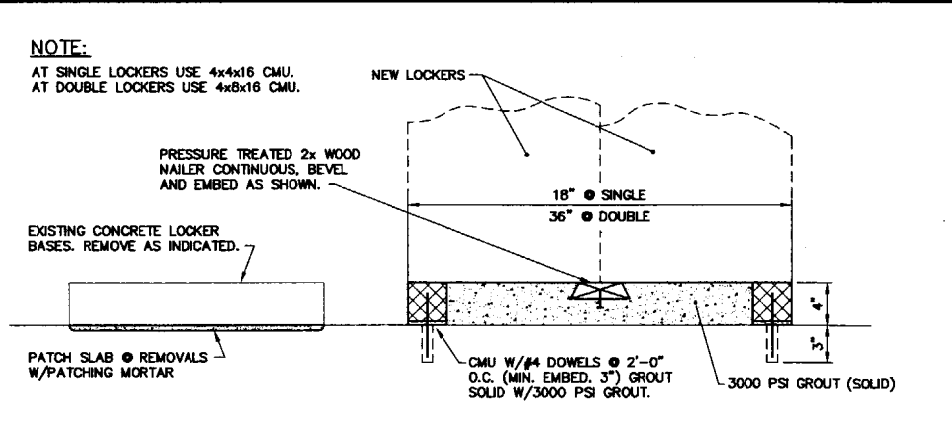 NOTE:
AT SINGLE LOCKERS USE 4x4x16 CMU.
AT DOUBLE LOCKERS USE 4x8x16 CMU.
NEW LOCKERS
PRESSURE TREATED 2x WOOD
NAILER CONTINUOUS, BEVEL
AND EMBED AS SHOWN.
18" @ SINGLE
36" @ DOUBLE
EXISTING CONCRETE LOCKER
BASES. REMOVE AS INDICATED.
4"
3"
PATCH SLAB @ REMOVALS
W/PATCHING MORTAR
CMU W/#4 DOWELS @ 2'-0"
O.C. (MIN. EMBED. 3") GROUT
SOLID W/3000 PSI GROUT.
3000 PSI GROUT (SOLID)